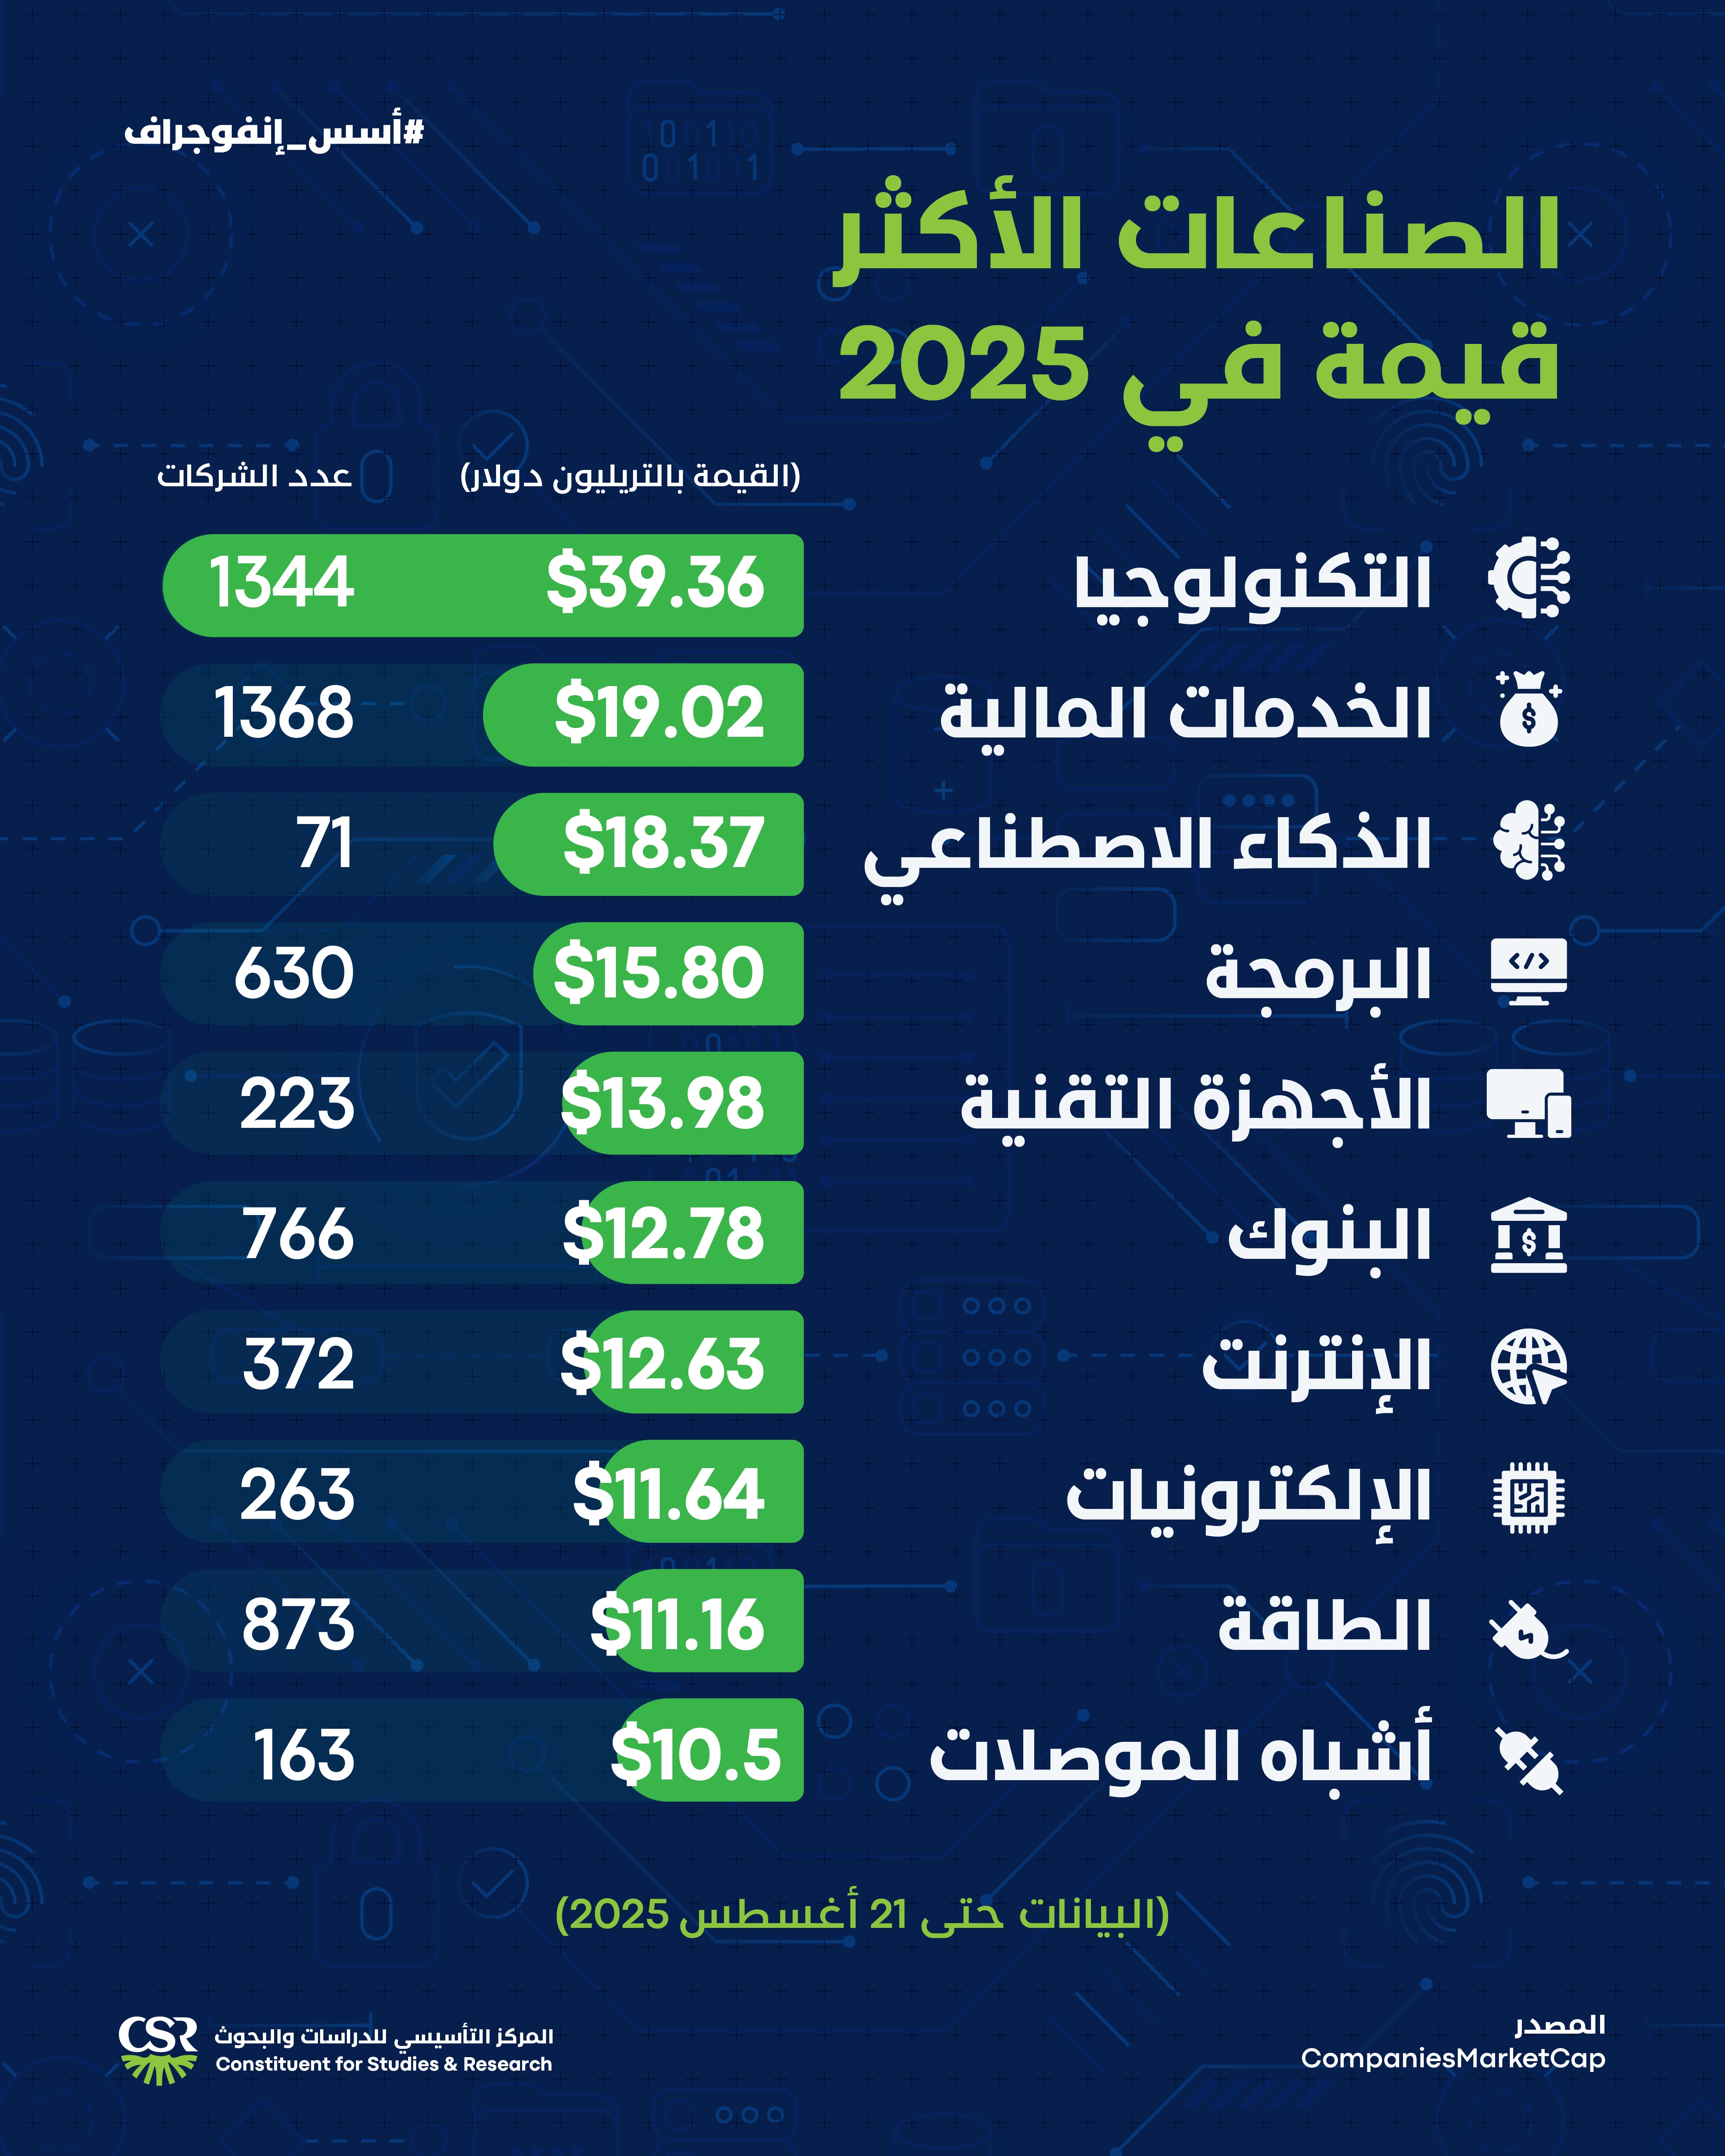 #أسس_إنفوجراف
الصناعات الأكثر
قيمة في 2025
(القيمة بالتريليون دولار) عدد الشركات
التكنولوجيا $39.36 1344
الخدمات المالية $19.02 1368
الذكاء الاصطناعي $18.37 71
البرمجة $15.80 630
الأجهزة التقنية $13.98 223
البنوك $12.78 766
الإنترنت $12.63 372
الإلكترونيات $11.64 263
الطاقة $11.16 873
أشباه الموصلات $10.5 163
(البيانات حتى 21 أغسطس 2025)
المصدر
CompaniesMarketCap
CSR
المركز التأسيسي للدراسات والبحوث
Constituent for Studies & Research